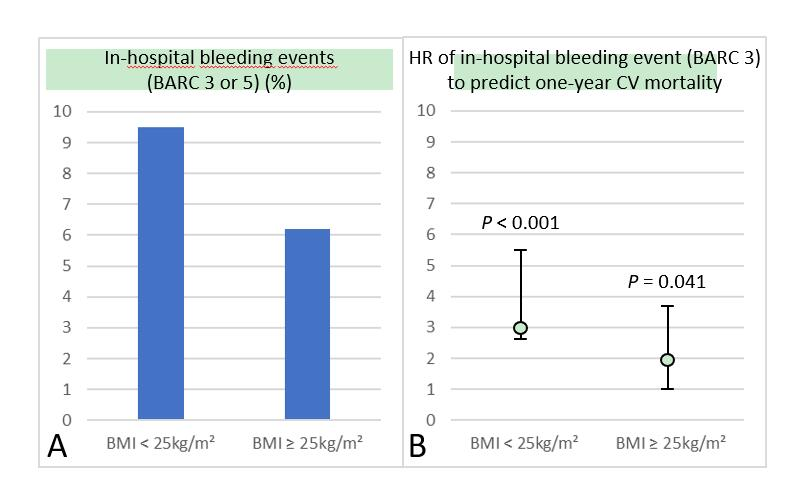 In-hospital bleeding events
(BARC 3 or 5) (%)
10
9
8
7
6
5
4
3
2
1
0
BMI < 25kg/m²
BMI ≥ 25kg/m²
A
HR of in-hospital bleeding event (BARC 3)
to predict one-year CV mortality
10
9
8
7
6
5
4
3
2
1
0
P < 0.001
P = 0.041
BMI < 25kg/m²
BMI ≥ 25kg/m²
B